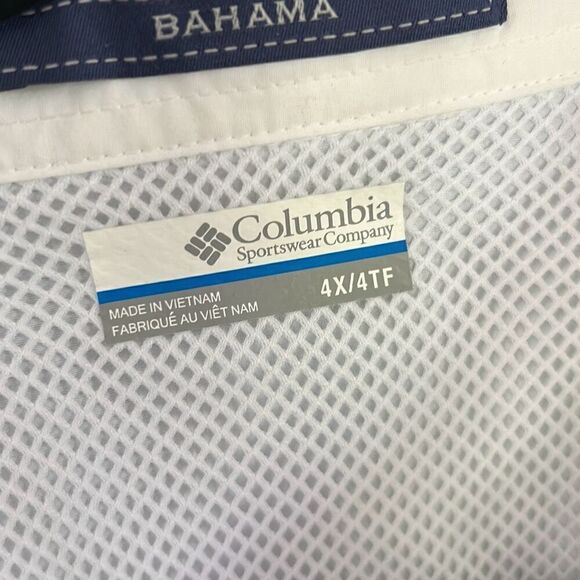 BAHAMA
Columbia
Sportswear Company
MADE IN VIETNAM
FABRIQUÉ AU VIÊT NAM
4X/4TF